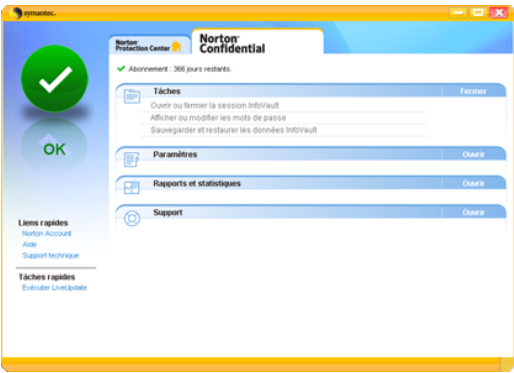 symantec.
Norton
Protection Center
Norton
Confidential
Abonnement : 366 jours restants.
Tâches
Fermer
Ouvrir ou fermer la session InfoVault
Afficher ou modifier les mots de passe
Sauvegarder et restaurer les données InfoVault
OK
Paramètres
Ouvrir
Rapports et statistiques
Ouvrir
Support
Ouvrir
Liens rapides
Norton Account
Aide
Support technique
Tâches rapides
Exécuter LiveUpdate